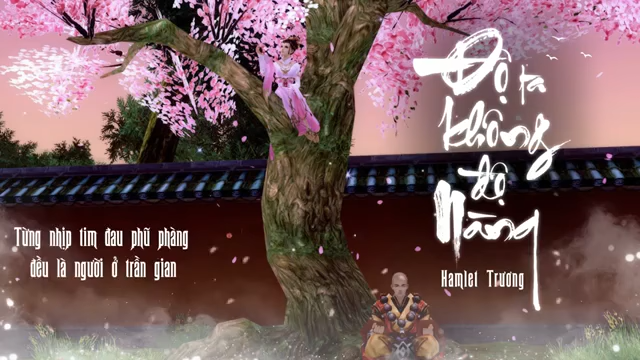 Độ ta
không
độ
Nàng
Hamlet Trương
Từng nhịp tim đau phũ phàng
đều là người ở trần gian